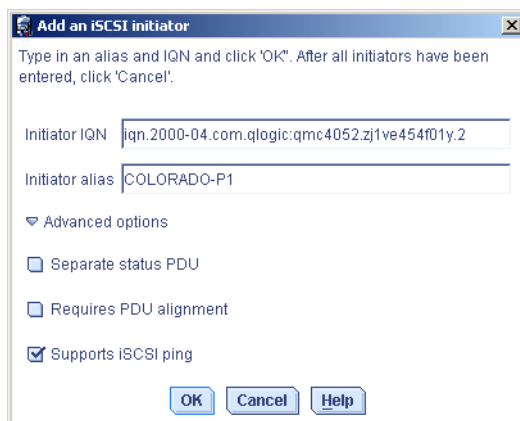 Add an iSCSI initiator
Type in an alias and IQN and click 'OK". After all initiators have been
entered, click 'Cancel'.
Initiator IQN iqn.2000-04.com.qlogic:qmc4052.zj1ve454f01y.2
Initiator alias COLORADO-P1
Advanced options
Separate status PDU
Requires PDU alignment
Supports iSCSI ping
OK Cancel Help